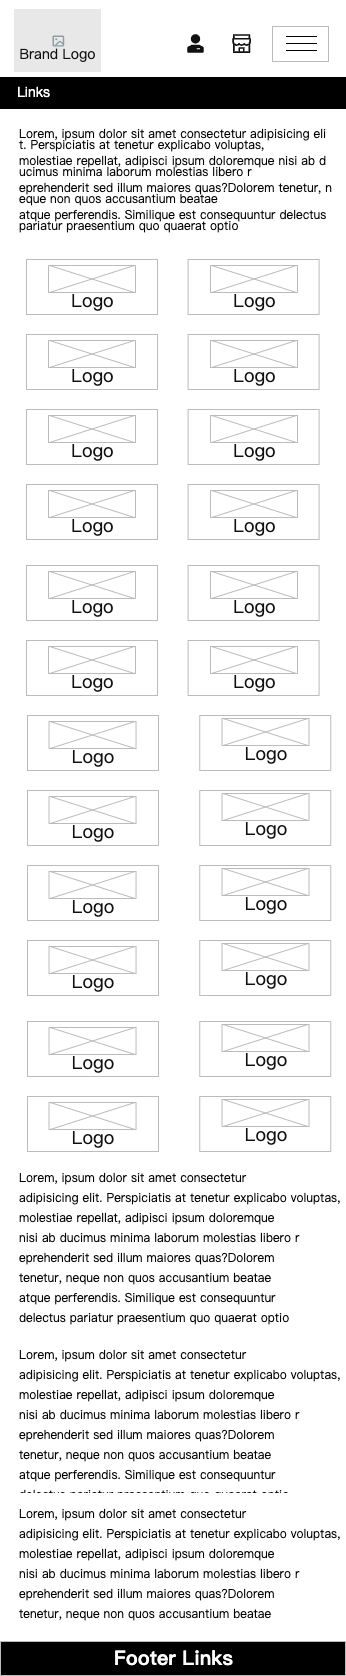 Brand Logo
Links
Lorem, ipsum dolor sit amet consectetur adipisicing eli
t. Perspiciatis at tenetur explicabo voluptas,
molestiae repellat, adipisci ipsum doloremque nisi ab d
ucimus minima laborum molestias libero r
eprehenderit sed illum maiores quas?Dolorem tenetur, n
eque non quos accusantium beatae
atque perferendis. Similique est consequuntur delectus
pariatur praesentium quo quaerat optio
Logo Logo
Logo Logo
Logo Logo
Logo Logo
Logo Logo
Logo Logo
Logo Logo
Logo Logo
Logo Logo
Logo Logo
Logo Logo
Logo Logo
Lorem, ipsum dolor sit amet consectetur
adipisicing elit. Perspiciatis at tenetur explicabo voluptas,
molestiae repellat, adipisci ipsum doloremque
nisi ab ducimus minima laborum molestias libero r
eprehenderit sed illum maiores quas?Dolorem
tenetur, neque non quos accusantium beatae
atque perferendis. Similique est consequuntur
delectus pariatur praesentium quo quaerat optio
Lorem, ipsum dolor sit amet consectetur
adipisicing elit. Perspiciatis at tenetur explicabo voluptas,
molestiae repellat, adipisci ipsum doloremque
nisi ab ducimus minima laborum molestias libero r
eprehenderit sed illum maiores quas?Dolorem
tenetur, neque non quos accusantium beatae
atque perferendis. Similique est consequuntur
Lorem, ipsum dolor sit amet consectetur
adipisicing elit. Perspiciatis at tenetur explicabo voluptas,
molestiae repellat, adipisci ipsum doloremque
nisi ab ducimus minima laborum molestias libero r
eprehenderit sed illum maiores quas?Dolorem
tenetur, neque non quos accusantium beatae
Footer Links